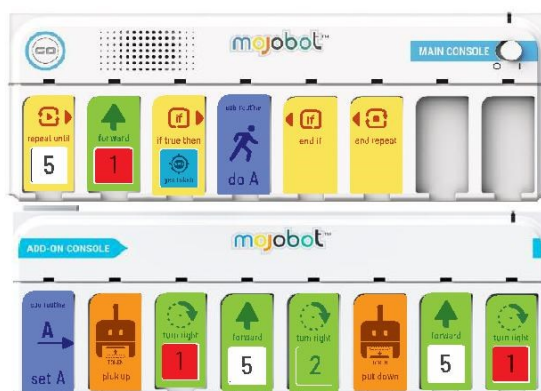 GO
mojobot™
MAIN CONSOLE
O I
repeat until
5
forward
1
if true then
sub routine
do A
end if
end repeat
ADD-ON CONSOLE
mojobot™
sub routine
A
set A
pick up
turn right
1
forward
5
turn right
2
put down
forward
5
turn right
1